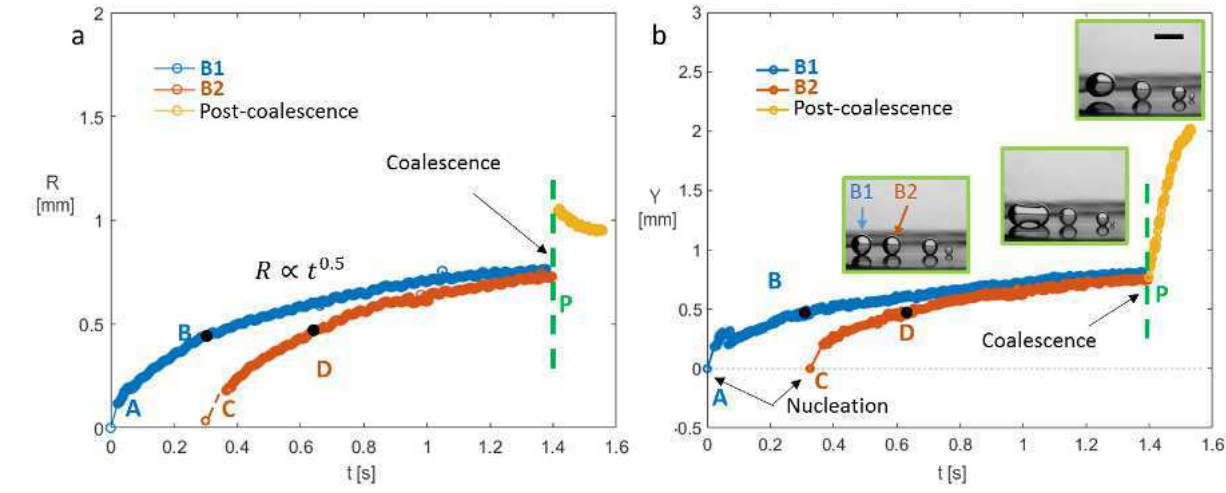 a
2
1.5
1
0.5
0
R
[mm]
B1
B2
Post-coalescence
Coalescence
R ∝ t^0.5
A
B
C
D
P
0 0.2 0.4 0.6 0.8 1 1.2 1.4 1.6
t [s]
b
3
2.5
2
1.5
1
0.5
0
-0.5
Y
[mm]
B1
B2
Post-coalescence
B1 B2
B
D
P
Coalescence
A
C
Nucleation
0 0.2 0.4 0.6 0.8 1 1.2 1.4 1.6
t [s]